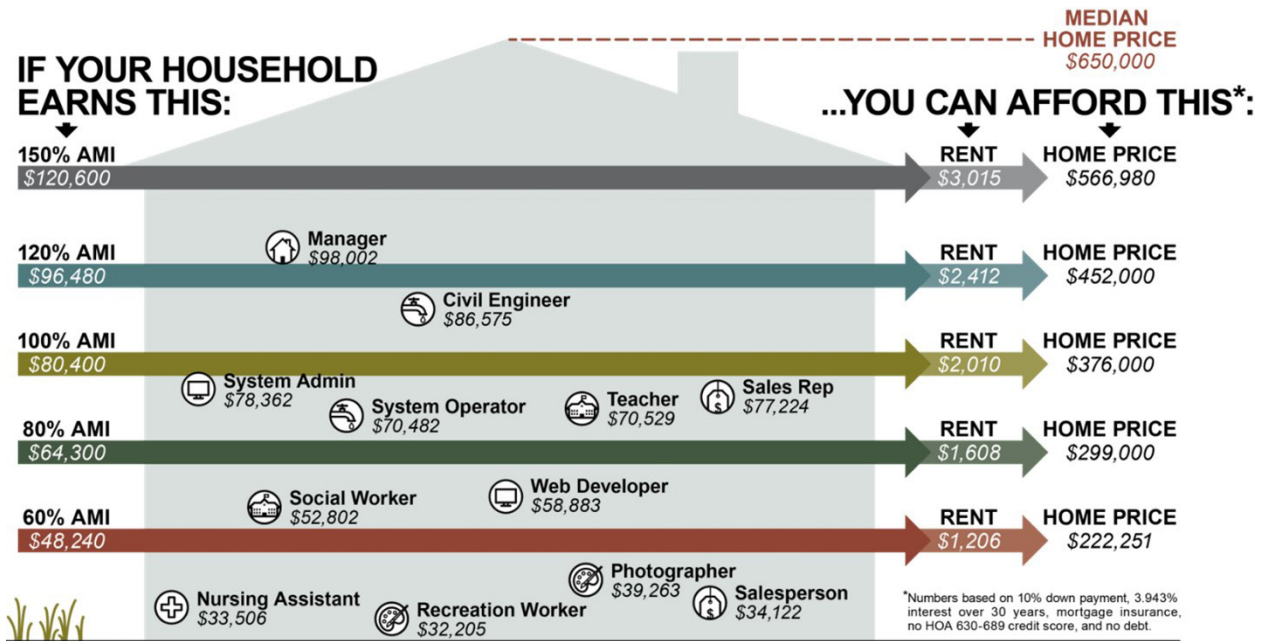 MEDIAN
HOME PRICE
$650,000
IF YOUR HOUSEHOLD
EARNS THIS:
...YOU CAN AFFORD THIS*:
150% AMI
$120,600
RENT
$3,015
HOME PRICE
$566,980
Manager
$98,002
120% AMI
$96,480
RENT
$2,412
HOME PRICE
$452,000
Civil Engineer
$86,575
100% AMI
$80,400
RENT
$2,010
HOME PRICE
$376,000
System Admin
$78,362
System Operator
$70,482
Teacher
$70,529
Sales Rep
$77,224
80% AMI
$64,300
RENT
$1,608
HOME PRICE
$299,000
Social Worker
$52,802
Web Developer
$58,883
60% AMI
$48,240
RENT
$1,206
HOME PRICE
$222,251
Nursing Assistant
$33,506
Recreation Worker
$32,205
Photographer
$39,263
Salesperson
$34,122
*Numbers based on 10% down payment, 3.943%
interest over 30 years, mortgage insurance,
no HOA 630-689 credit score, and no debt.